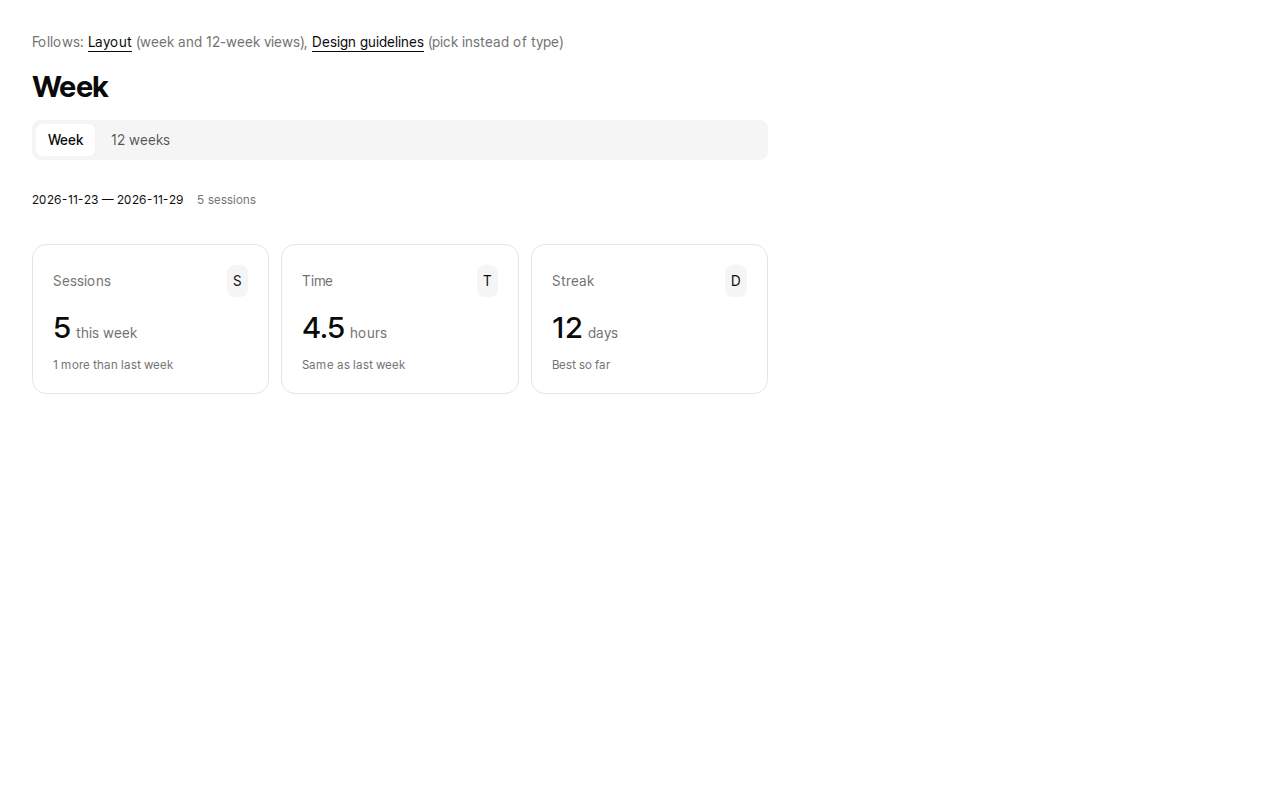 Follows: Layout (week and 12-week views), Design guidelines (pick instead of type)
Week
Week 12 weeks
2026-11-23 — 2026-11-29 5 sessions
Sessions S
5 this week
1 more than last week
Time T
4.5 hours
Same as last week
Streak D
12 days
Best so far